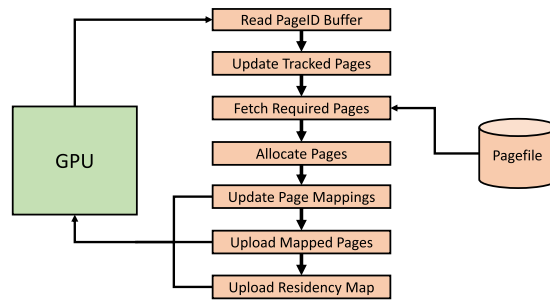 Read PageID Buffer
Update Tracked Pages
Fetch Required Pages
GPU
Allocate Pages
Pagefile
Update Page Mappings
Upload Mapped Pages
Upload Residency Map